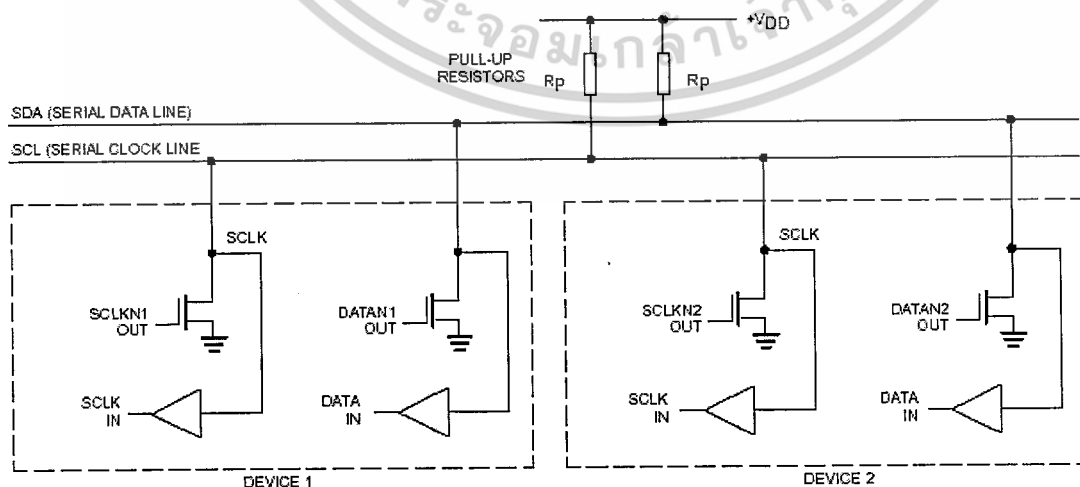 +VDD
PULL-UP
RESISTORS
Rp
Rp
SDA (SERIAL DATA LINE)
SCL (SERIAL CLOCK LINE
SCLK
SCLKN1
OUT
DATAN1
OUT
SCLK
IN
DATA
IN
DEVICE 1
SCLK
SCLKN2
OUT
DATAN2
OUT
SCLK
IN
DATA
IN
DEVICE 2